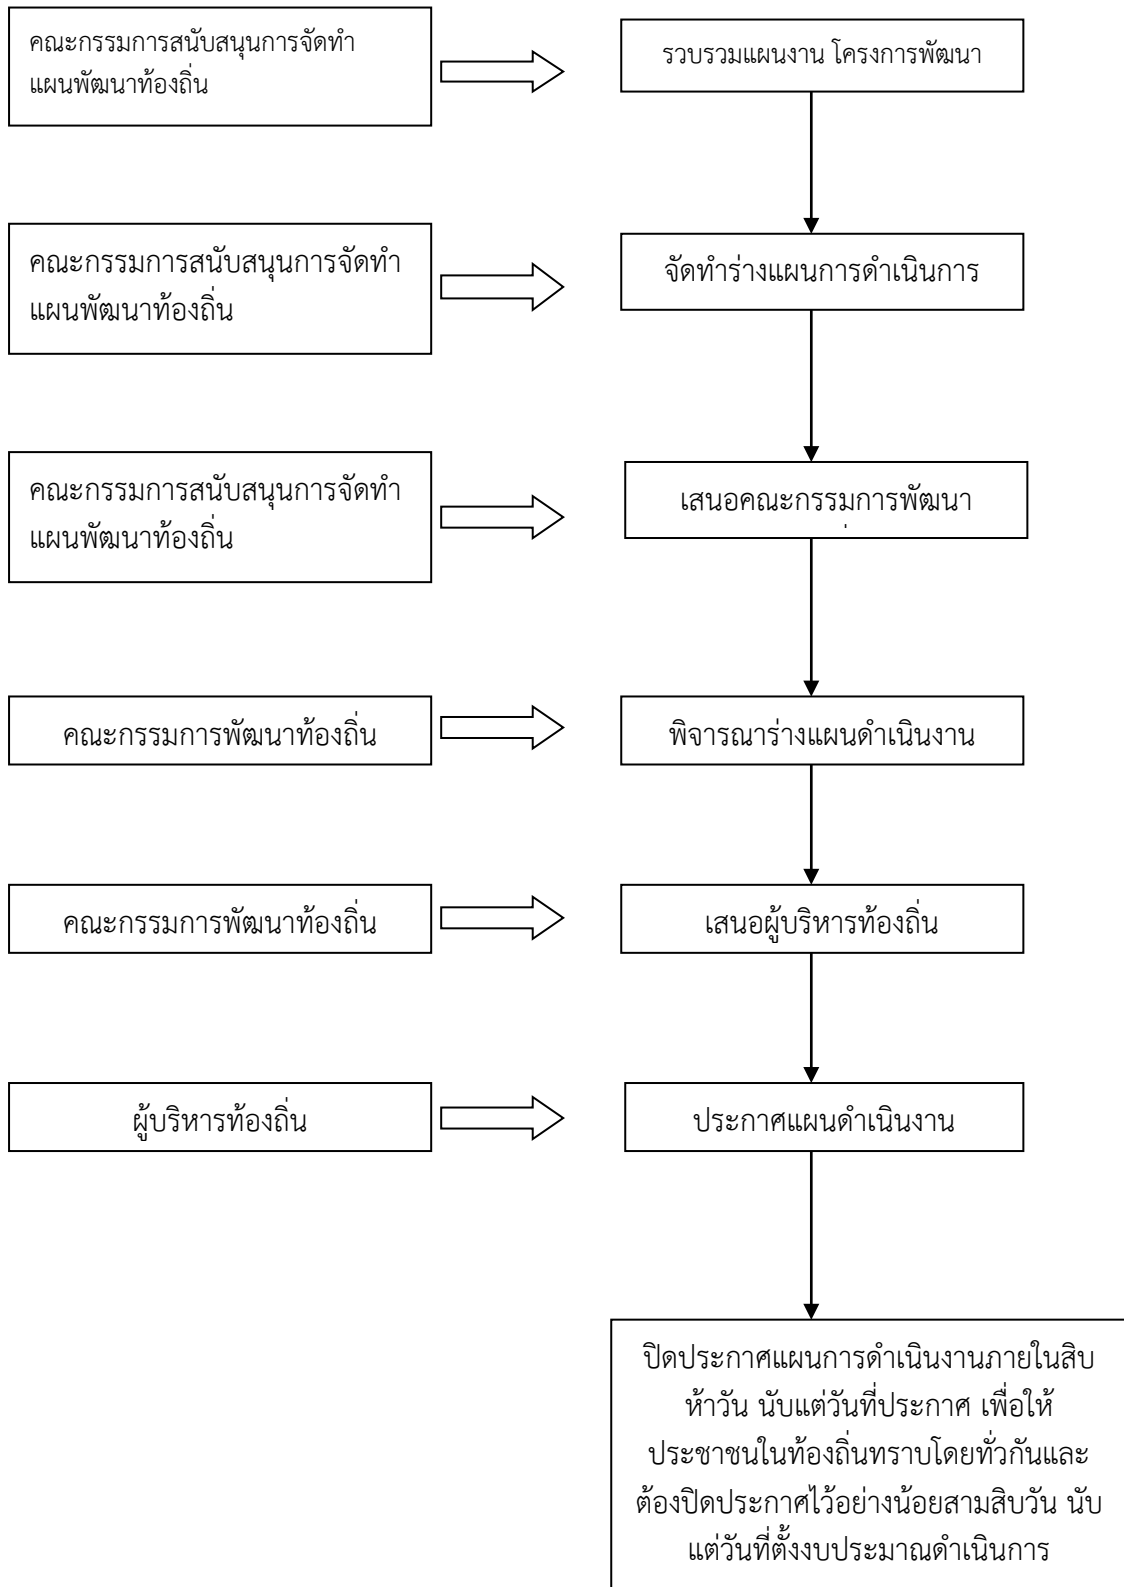 คณะกรรมการสนับสนุนการจัดทำ
แผนพัฒนาท้องถิ่น
รวบรวมแผนงาน โครงการพัฒนา
คณะกรรมการสนับสนุนการจัดทำ
แผนพัฒนาท้องถิ่น
จัดทำร่างแผนการดำเนินการ
คณะกรรมการสนับสนุนการจัดทำ
แผนพัฒนาท้องถิ่น
เสนอคณะกรรมการพัฒนา
คณะกรรมการพัฒนาท้องถิ่น
พิจารณาร่างแผนดำเนินงาน
คณะกรรมการพัฒนาท้องถิ่น
เสนอผู้บริหารท้องถิ่น
ผู้บริหารท้องถิ่น
ประกาศแผนดำเนินงาน
ปิดประกาศแผนการดำเนินงานภายในสิบ
ห้าวัน นับแต่วันที่ประกาศ เพื่อให้
ประชาชนในท้องถิ่นทราบโดยทั่วกันและ
ต้องปิดประกาศไว้อย่างน้อยสามสิบวัน นับ
แต่วันที่ตั้งงบประมาณดำเนินการ